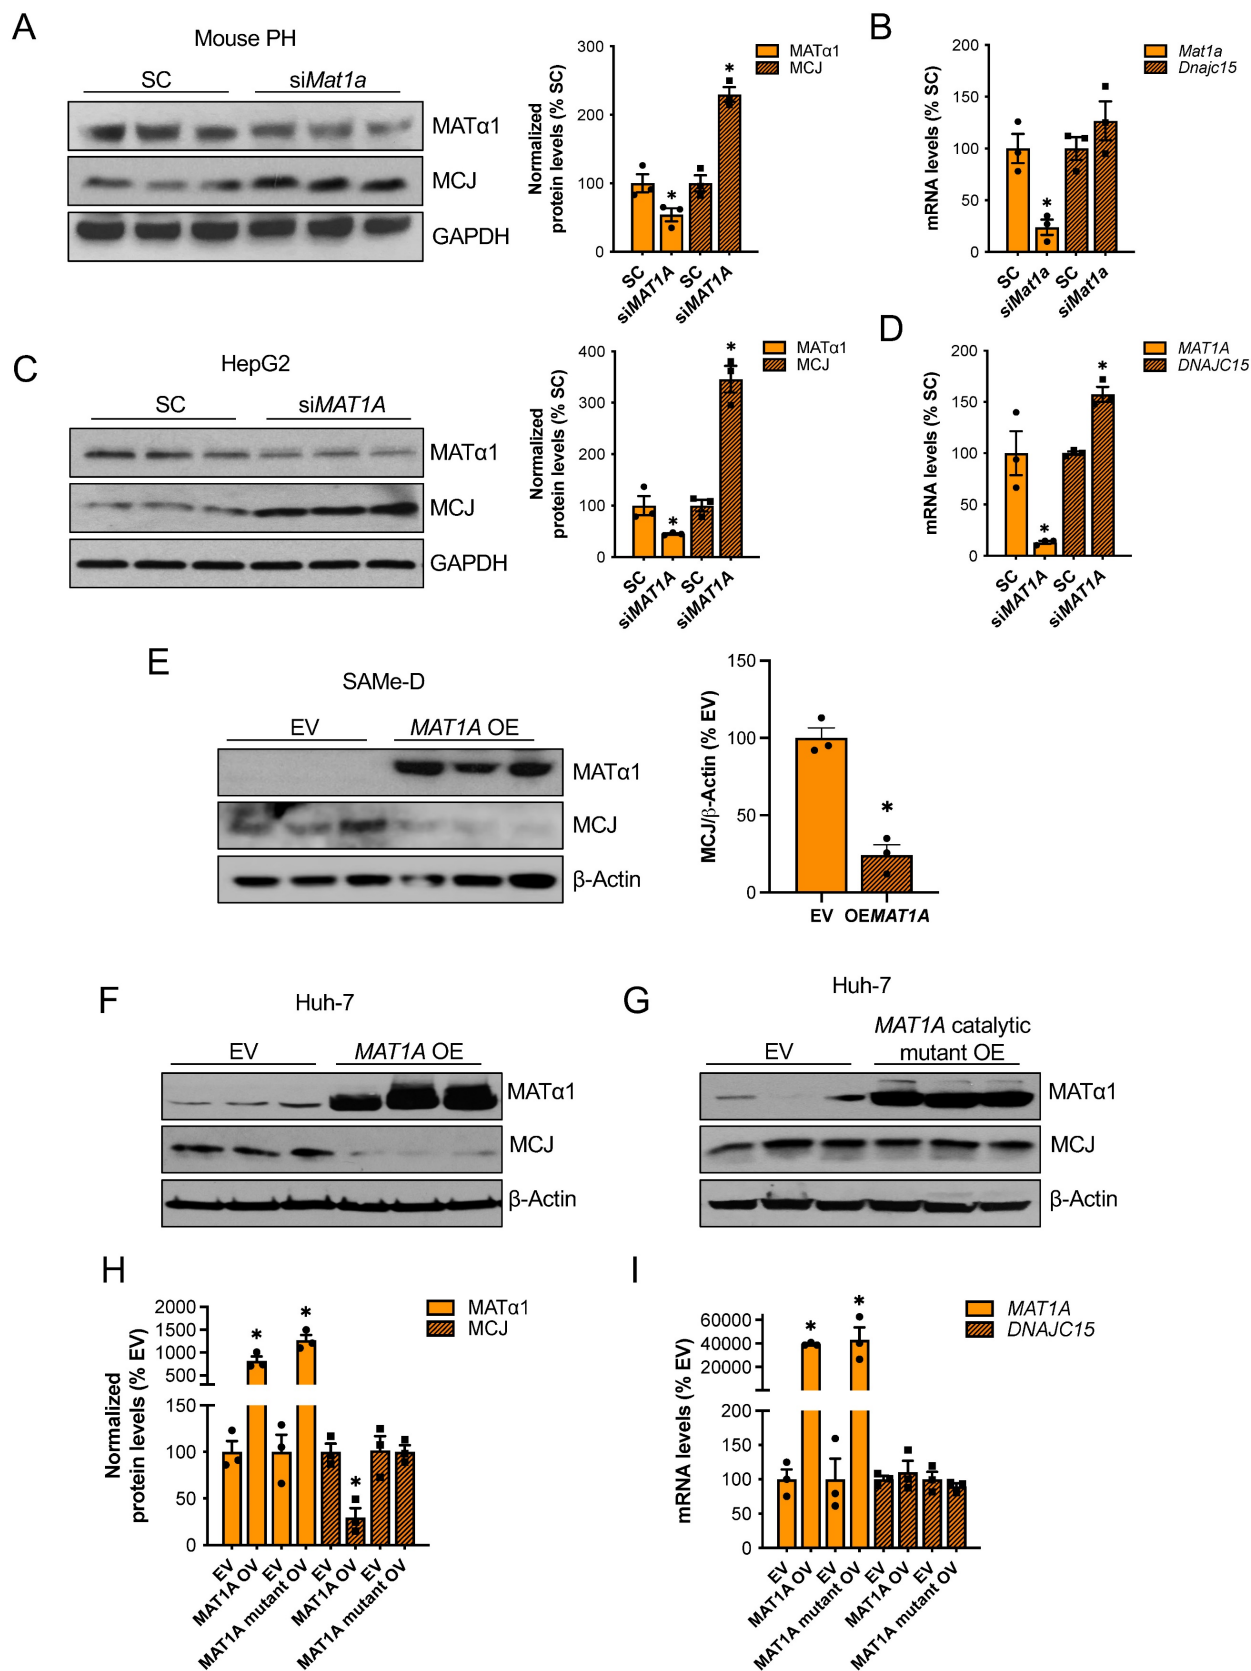 A
Mouse PH
SC
siMat1a
MATα1
MCJ
GAPDH
Normalized
protein levels (% SC)
300
200
100
0
SC
siMAT1A
SC
siMAT1A
*
*
MATα1
MCJ
B
mRNA levels (% SC)
200
150
100
50
0
SC
siMat1a
SC
siMat1a
*
Mat1a
Dnajc15
C
HepG2
SC
siMAT1A
MATα1
MCJ
GAPDH
Normalized
protein levels (% SC)
400
300
200
100
0
SC
siMAT1A
SC
siMAT1A
*
*
MATα1
MCJ
D
mRNA levels (% SC)
200
150
100
50
0
SC
siMAT1A
SC
siMAT1A
*
*
MAT1A
DNAJC15
E
SAMe-D
EV
MAT1A OE
MATα1
MCJ
β-Actin
MCJ/β-Actin (% EV)
150
100
50
0
*
EV
OEMAT1A
F
Huh-7
EV
MAT1A OE
MATα1
MCJ
β-Actin
G
Huh-7
EV
MAT1A catalytic
mutant OE
MATα1
MCJ
β-Actin
H
Normalized
protein levels (% EV)
2000
1500
1000
500
150
100
50
0
*
*
*
EV
MAT1A OV
EV
MAT1A mutant OV
EV
MAT1A OV
EV
MAT1A mutant OV
MATα1
MCJ
I
mRNA levels (% EV)
60000
40000
20000
200
150
100
50
0
*
*
EV
MAT1A OV
EV
MAT1A mutant OV
EV
MAT1A OV
EV
MAT1A mutant OV
MAT1A
DNAJC15